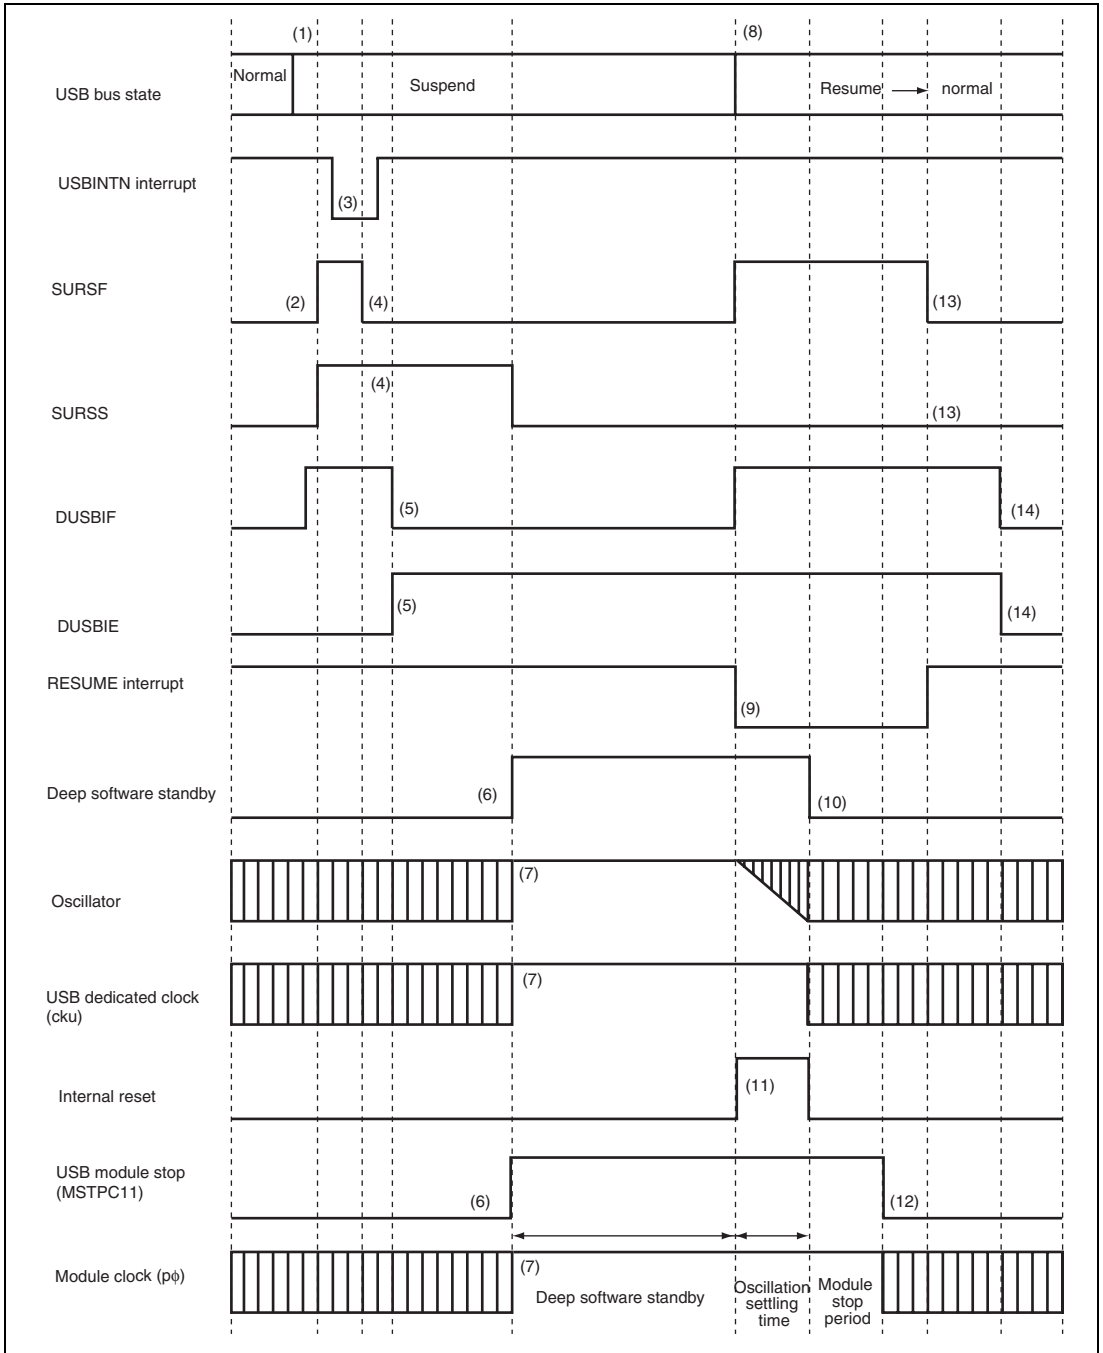 (1)
(8)
USB bus state
Normal
Suspend
Resume
normal
USBINTN interrupt
(3)
SURSF
(2)
(4)
(13)
SURSS
(4)
(13)
DUSBIF
(5)
(14)
DUSBIE
(5)
(14)
RESUME interrupt
(9)
Deep software standby
(6)
(10)
Oscillator
(7)
USB dedicated clock
(cku)
(7)
Internal reset
(11)
USB module stop
(MSTPC11)
(6)
(12)
Module clock (pϕ)
(7)
Deep software standby
Oscillation
settling
time
Module
stop
period